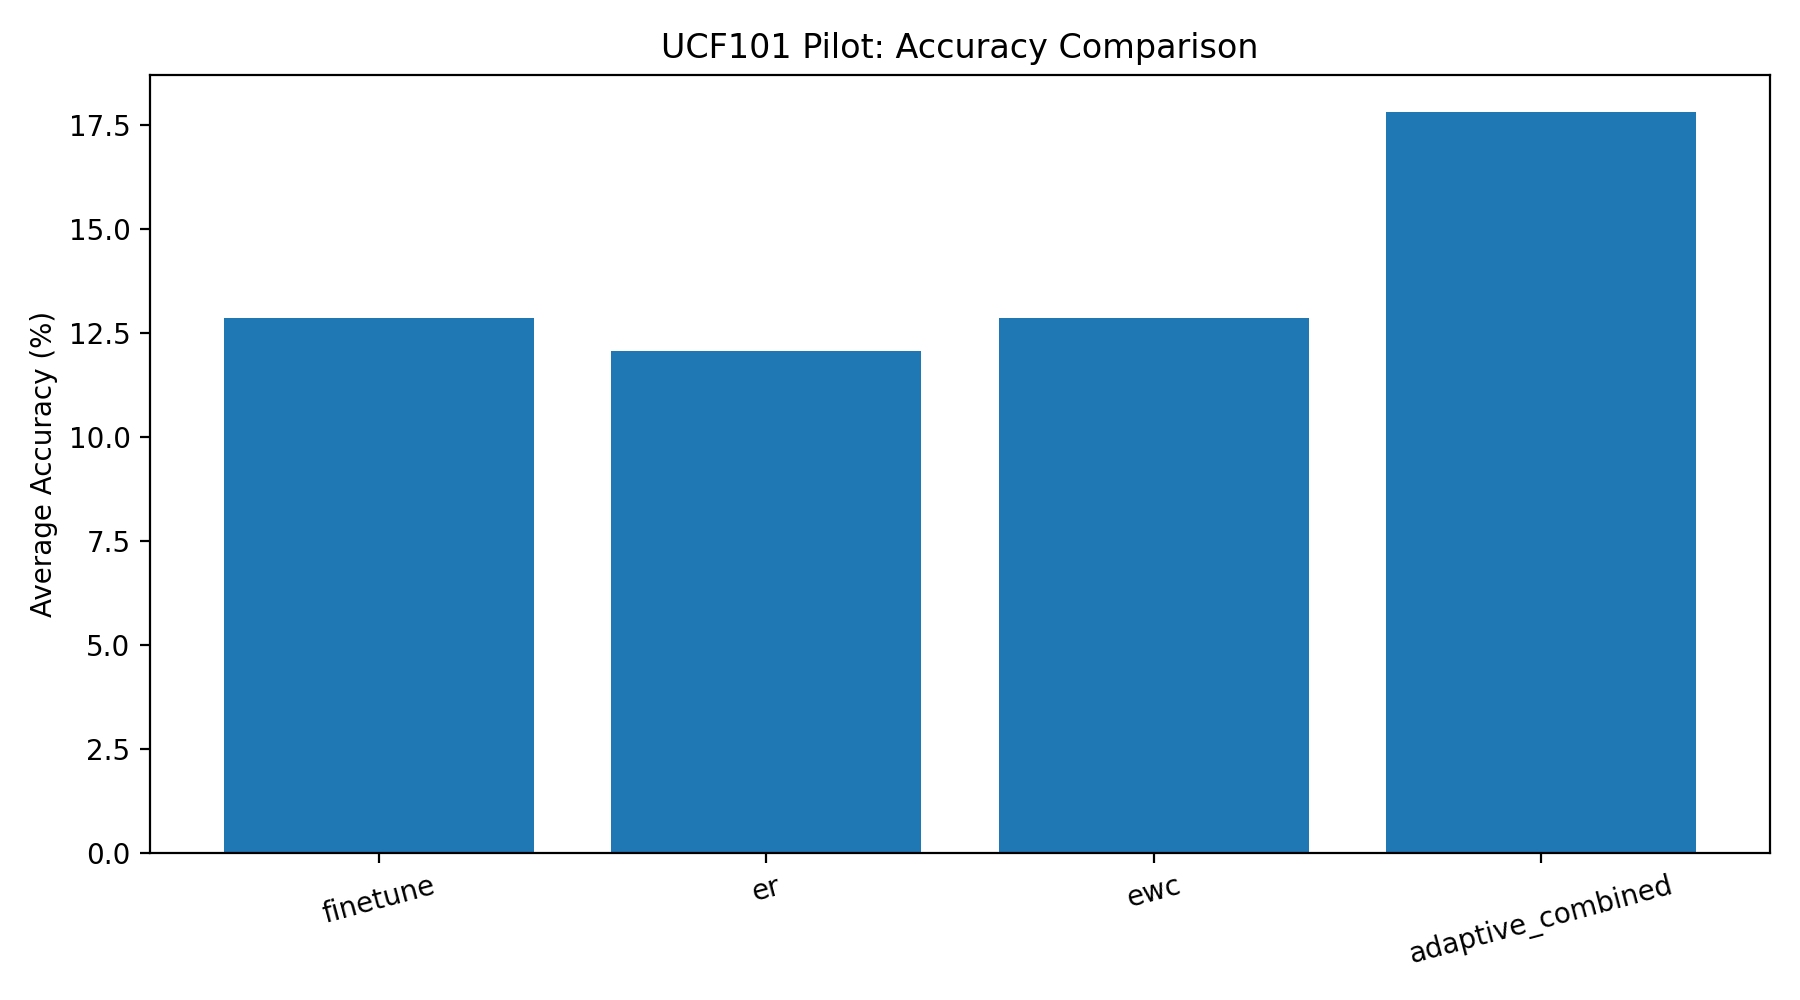 UCF101 Pilot: Accuracy Comparison
Average Accuracy (%)
17.5
15.0
12.5
10.0
7.5
5.0
2.5
0.0
finetune
er
ewc
adaptive_combined